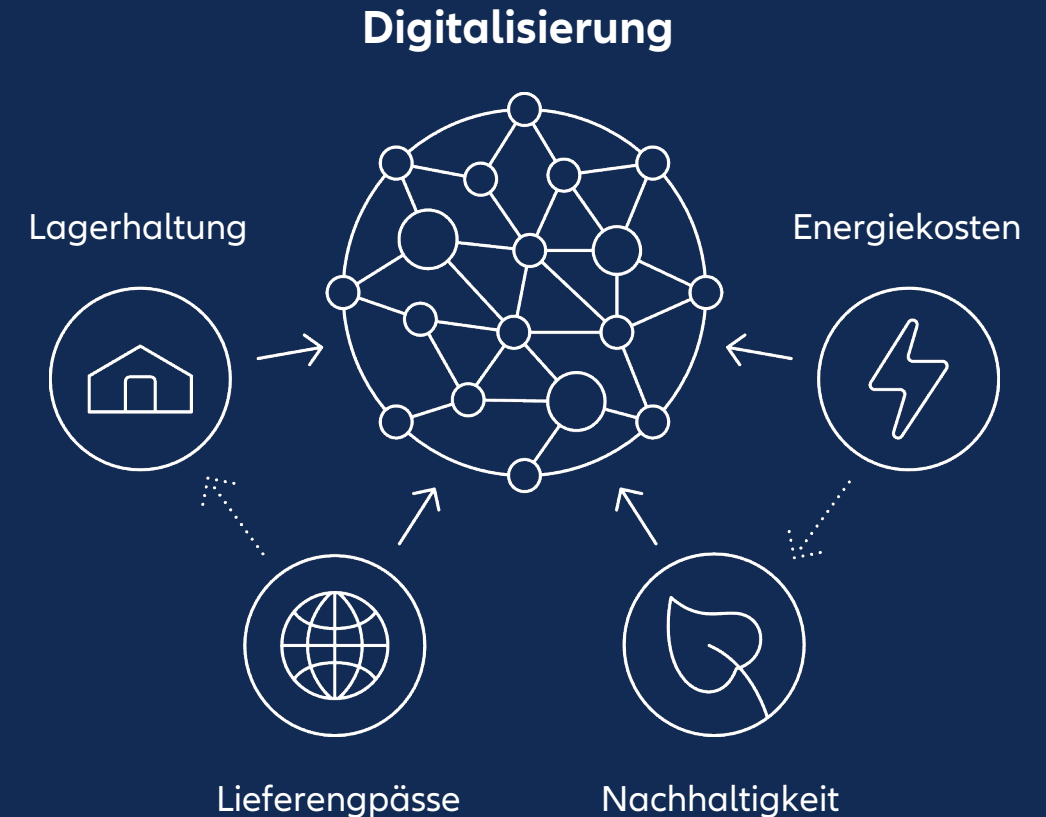 Digitalisierung
Lagerhaltung
Energiekosten
Lieferengpässe
Nachhaltigkeit